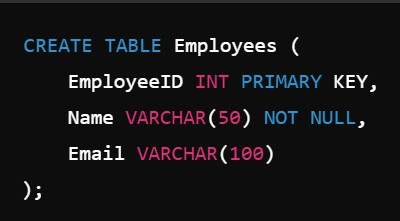 CREATE TABLE Employees (
    EmployeeID INT PRIMARY KEY,
    Name VARCHAR(50) NOT NULL,
    Email VARCHAR(100)
);